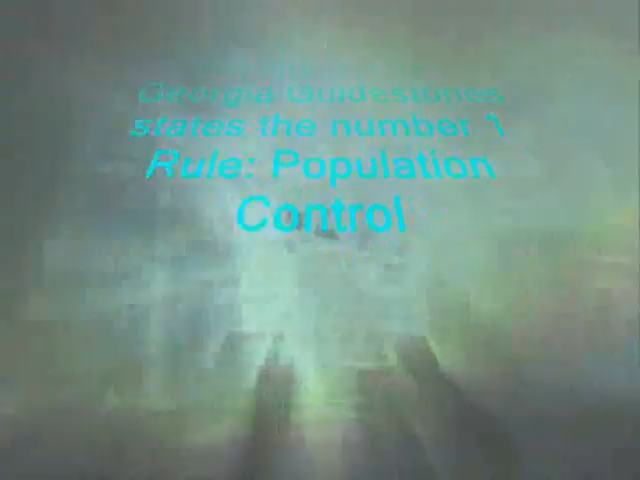 Georgia Guidestones
states the number 1
Rule: Population
Control